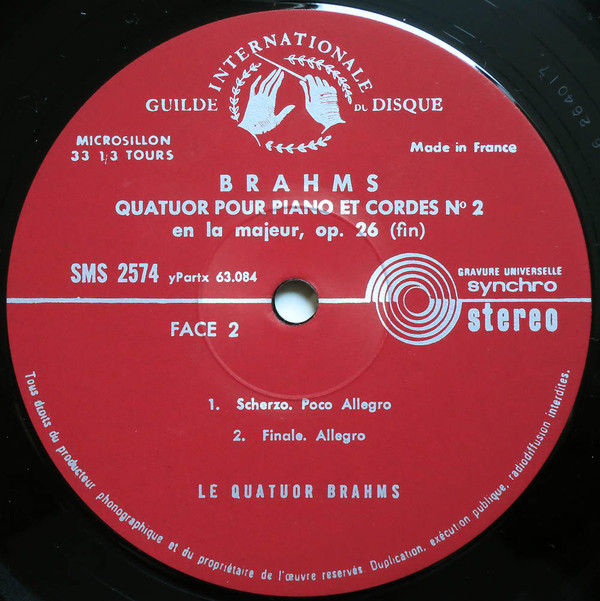 INTERNATIONALE
GUILDE DU DISQUE
MICROSILLON
33 1/3 TOURS
Made in France
BRAHMS
QUATUOR POUR PIANO ET CORDES Nº 2
en la majeur, op. 26 (fin)
SMS 2574 yPartx 63.084
GRAVURE UNIVERSELLE
synchro
stereo
FACE 2
1. Scherzo. Poco Allegro
2. Finale. Allegro
LE QUATUOR BRAHMS
Tous droits du producteur phonographique et du propriétaire de l'œuvre reservés. Duplication, exécution publique, radiodiffusion interdites.